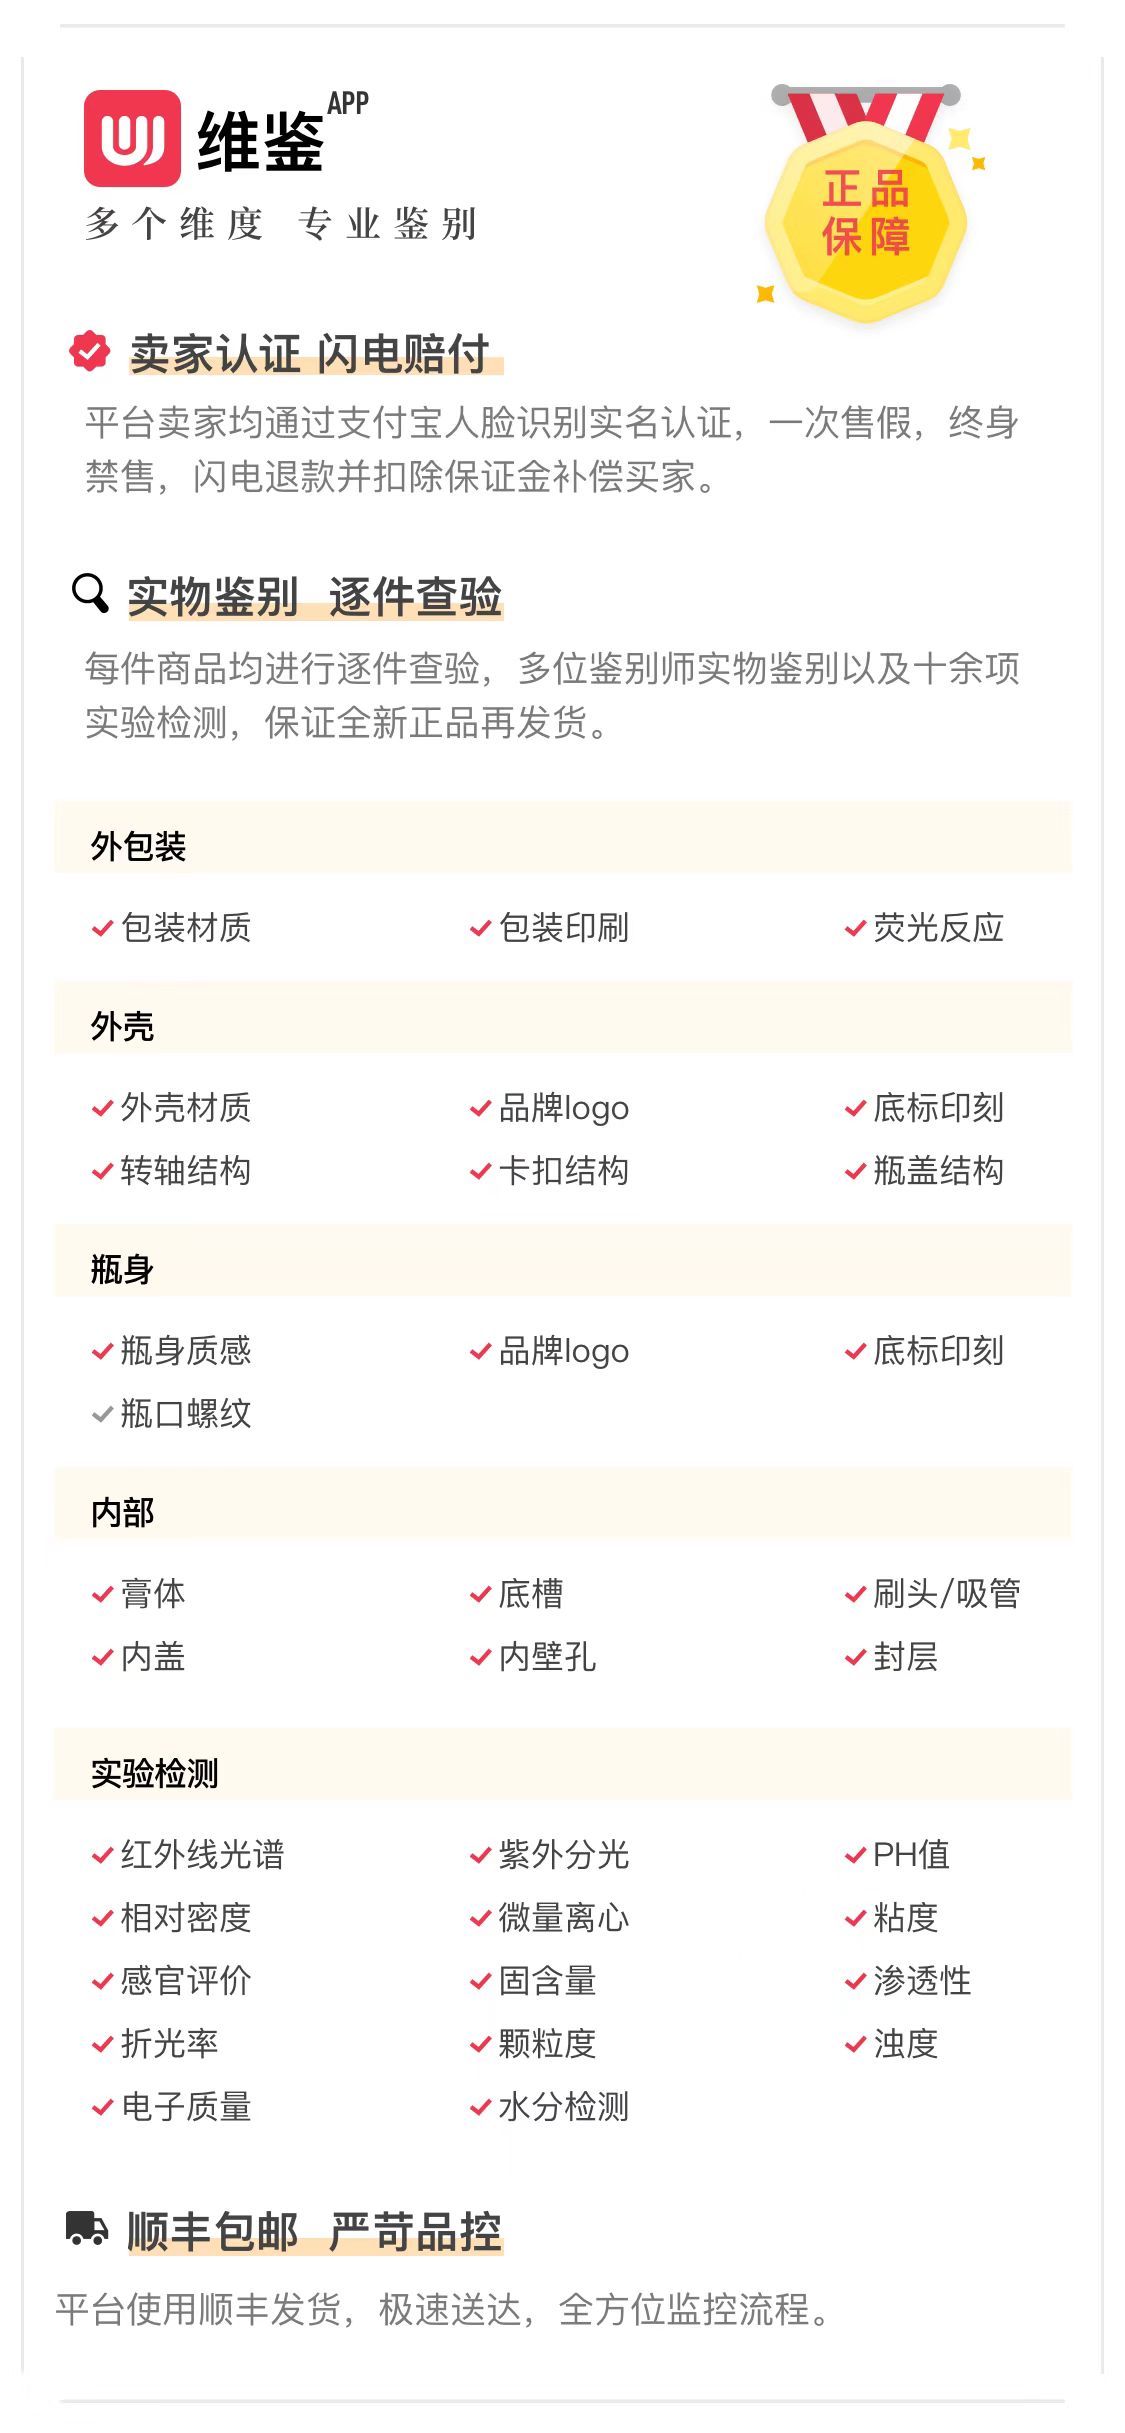 维鉴APP
多个维度 专业鉴别
正品
保障
卖家认证 闪电赔付
平台卖家均通过支付宝人脸识别实名认证，一次售假，终身
禁售，闪电退款并扣除保证金补偿买家。
实物鉴别 逐件查验
每件商品均进行逐件查验，多位鉴别师实物鉴别以及十余项
实验检测，保证全新正品再发货。
外包装
包装材质 包装印刷 荧光反应
外壳
外壳材质 品牌logo 底标印刻
转轴结构 卡扣结构 瓶盖结构
瓶身
瓶身质感 品牌logo 底标印刻
瓶口螺纹
内部
膏体 底槽 刷头/吸管
内盖 内壁孔 封层
实验检测
红外线光谱 紫外分光 PH值
相对密度 微量离心 粘度
感官评价 固含量 渗透性
折光率 颗粒度 浊度
电子质量 水分检测
顺丰包邮 严苛品控
平台使用顺丰发货，极速送达，全方位监控流程。